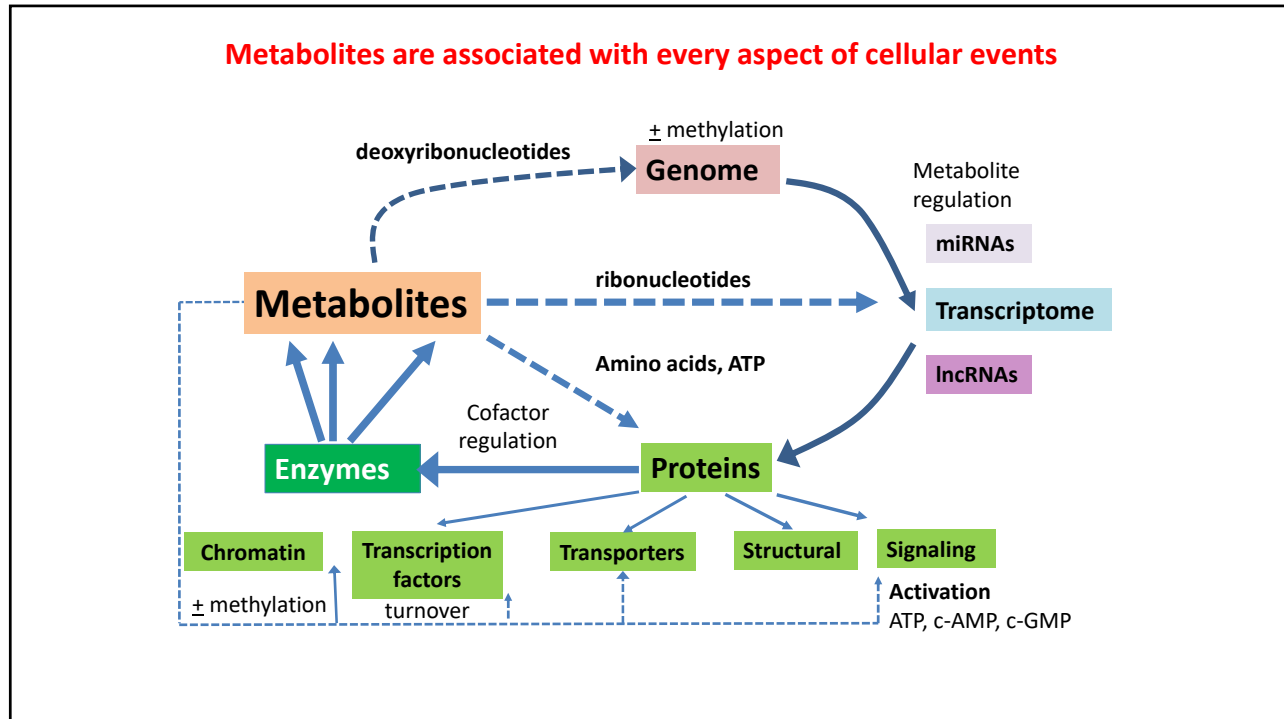 Metabolites are associated with every aspect of cellular events
± methylation
deoxyribonucleotides
Genome
Metabolite
regulation
miRNAs
ribonucleotides
Metabolites
Transcriptome
Amino acids, ATP
lncRNAs
Cofactor
regulation
Enzymes
Proteins
Chromatin
Transcription
factors
Transporters
Structural
Signaling
± methylation
turnover
Activation
ATP, c-AMP, c-GMP